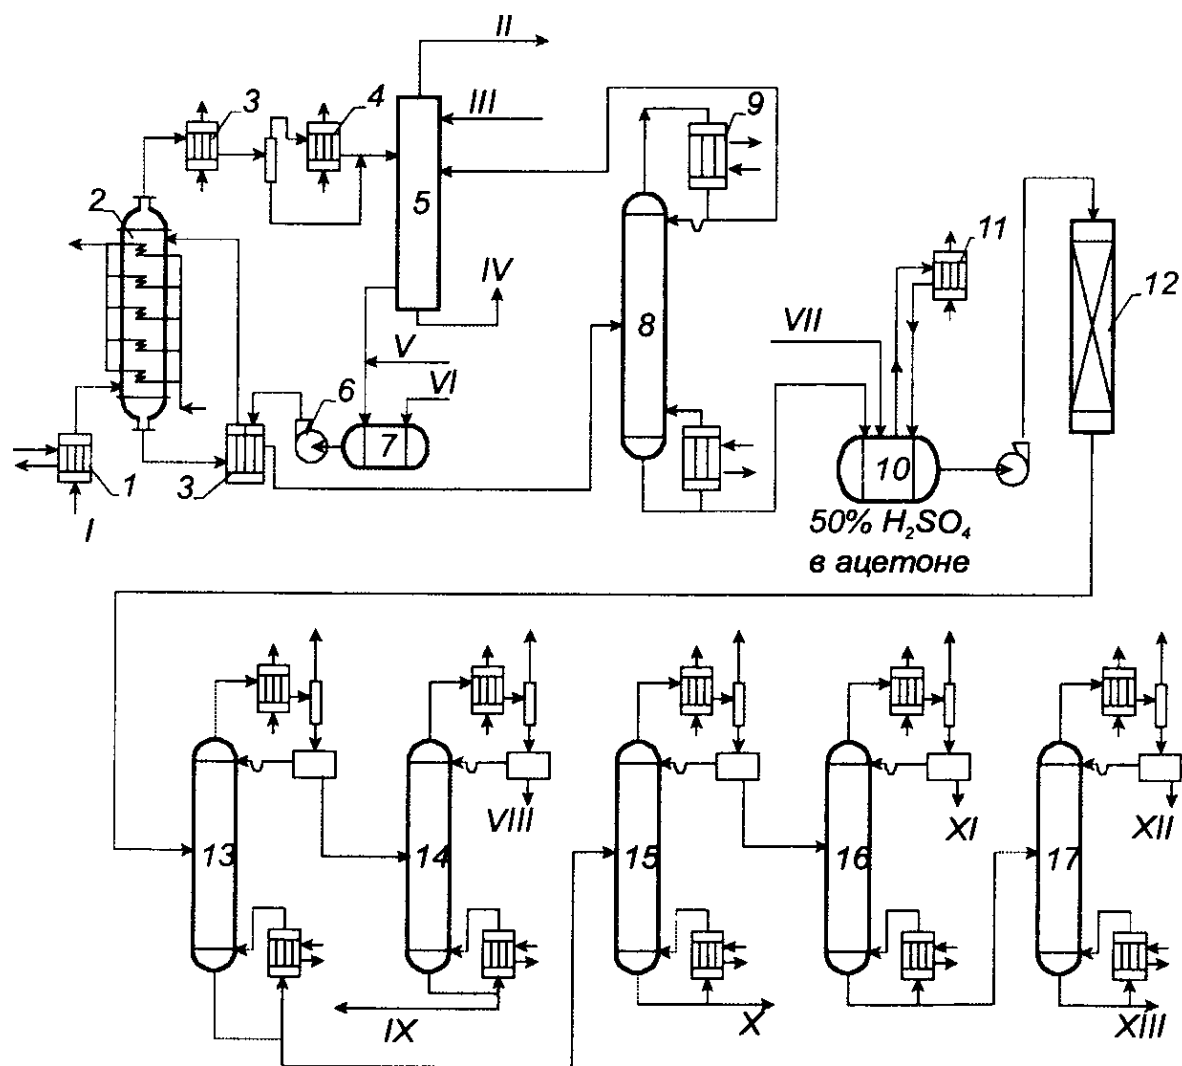 II
3
4
III
9
2
5
11
IV
12
8
VII
V
6
VI
7
10
1
3
I
50% H₂SO₄
в ацетоне
VIII
XI
XII
13
14
15
16
17
IX
X
XIII